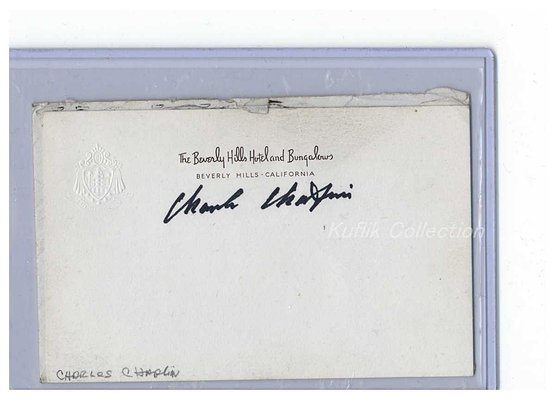 The Beverly Hills Hotel and Bungalows
BEVERLY HILLS - CALIFORNIA
Charles Chaplin
Kuflik Collection
CHARLES CHAPLIN